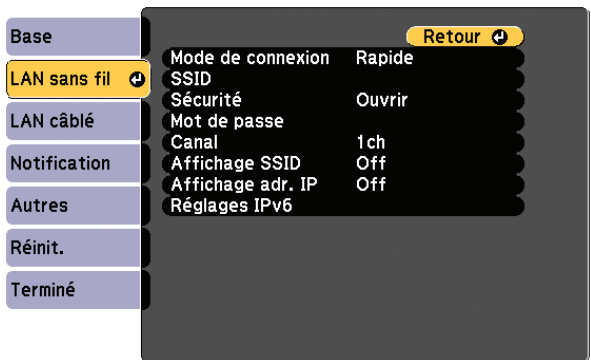 Base
LAN sans fil
LAN câblé
Notification
Autres
Réinit.
Terminé
Retour
Mode de connexion Rapide
SSID
Sécurité Ouvrir
Mot de passe
Canal 1ch
Affichage SSID Off
Affichage adr. IP Off
Réglages IPv6